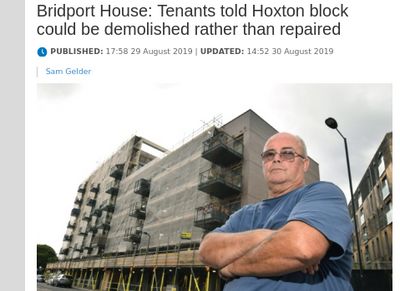 Bridport House: Tenants told Hoxton block
could be demolished rather than repaired
PUBLISHED: 17:58 29 August 2019 | UPDATED: 14:52 30 August 2019
Sam Gelder